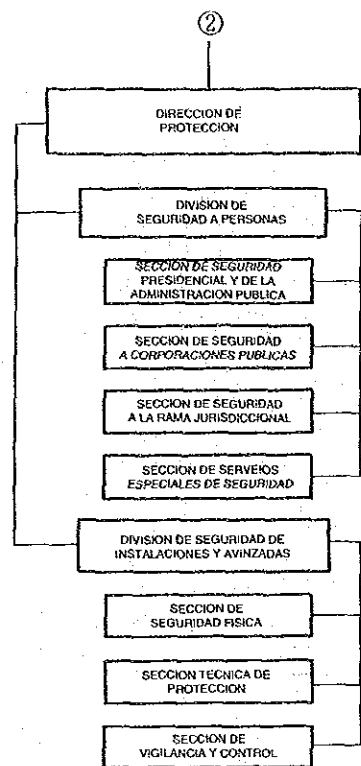 ②
DIRECCION DE
PROTECCION
DIVISION DE
SEGURIDAD A PERSONAS
SECCION DE SEGURIDAD
PRESIDENCIAL Y DE LA
ADMINISTRACION PUBLICA
SECCION DE SEGURIDAD
A CORPORACIONES PUBLICAS
SECCION DE SEGURIDAD
A LA RAMA JURISDICCIONAL
SECCION DE SERVEIOS
ESPECIALES DE SEGURIDAD
DIVISION DE SEGURIDAD DE
INSTALACIONES Y AVINZADAS
SECCION DE
SEGURIDAD FISICA
SECCION TECNICA DE
PROTECCION
SECCION DE
VIGILANCIA Y CONTROL